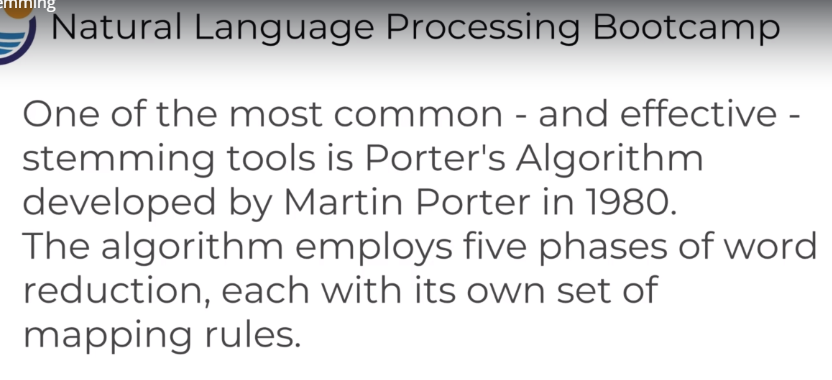 emming
Natural Language Processing Bootcamp
One of the most common - and effective -
stemming tools is Porter's Algorithm
developed by Martin Porter in 1980.
The algorithm employs five phases of word
reduction, each with its own set of
mapping rules.